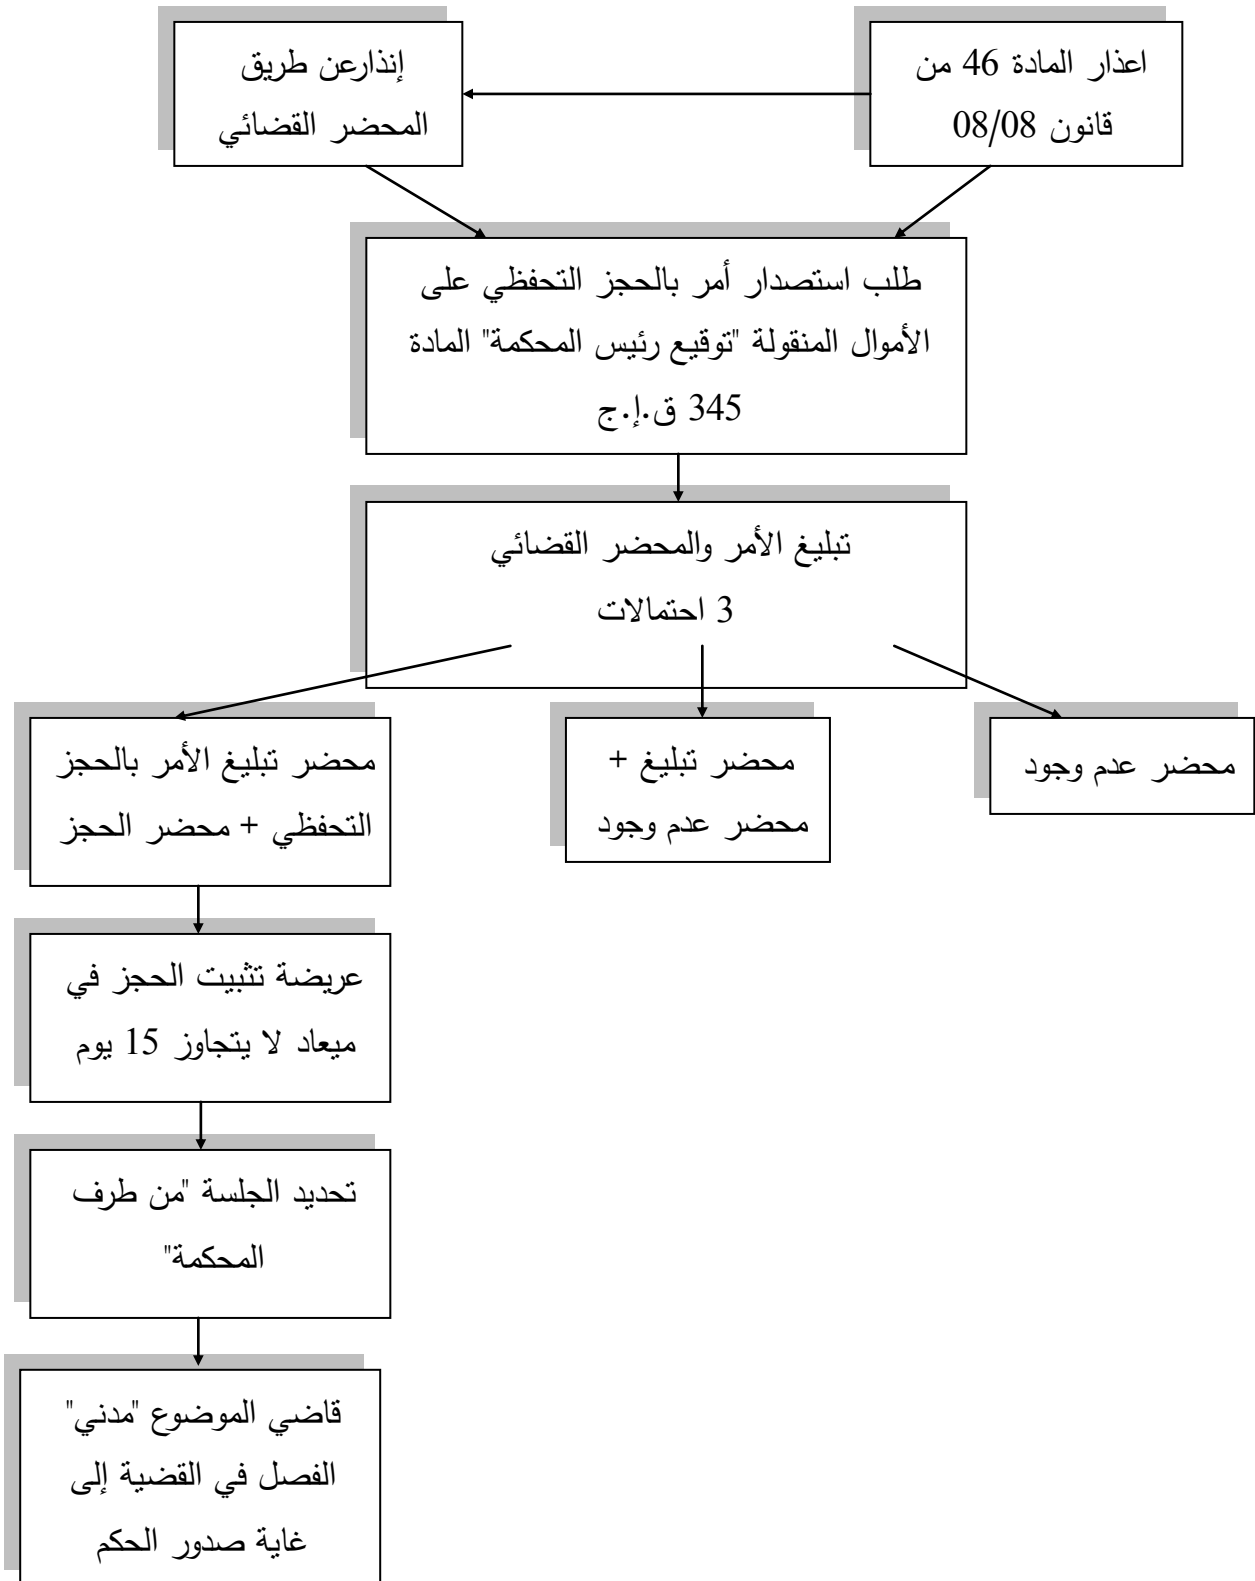 اعذار المادة 46 من
قانون 08/08
إنذارعن طريق
المحضر القضائي
طلب استصدار أمر بالحجز التحفظي على
الأموال المنقولة "توقيع رئيس المحكمة" المادة
345 ق.إ.ج
تبليغ الأمر والمحضر القضائي
3 احتمالات
محضر عدم وجود
محضر تبليغ +
محضر عدم وجود
محضر تبليغ الأمر بالحجز
التحفظي + محضر الحجز
عريضة تثبيت الحجز في
ميعاد لا يتجاوز 15 يوم
تحديد الجلسة "من طرف
المحكمة"
قاضي الموضوع "مدني"
الفصل في القضية إلى
غاية صدور الحكم